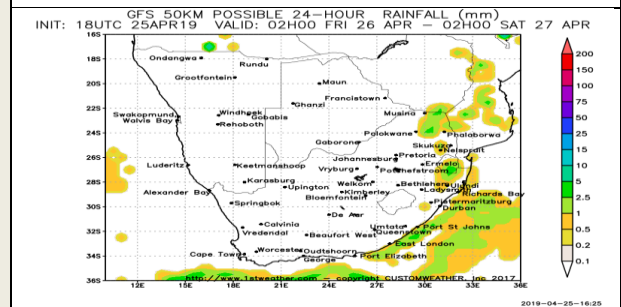 GFS 50KM POSSIBLE 24-HOUR RAINFALL (mm)
INIT: 18UTC 25APR19 VALID: 02H00 FRI 26 APR – 02H00 SAT 27 APR
16S
18S
20S
22S
24S
26S
28S
30S
32S
34S
36S
Ondangwa
Rundu
Grootfontein
Maun
Francistown
Ghanzi
Musina
Swakopmund
Windhoek
Gobabis
Walvis Bay
Rehoboth
Polokwane
Phalaborwa
Gaborone
Skukuza
Nelspruit
Johannesburg
Pretoria
Luderitz
Keetmanshoop
Vryburg
Potchefstroom
Ermelo
Karasburg
Upington
Welkom
Bethlehem
Ulundi
Ladysmith
Alexander Bay
Kimberley
Richards Bay
Springbok
Bloemfontein
Pietermaritzburg
Durban
De Aar
Calvinia
Umtata
Port St Johns
Vredendal
Beaufort West
Queenstown
East London
Cape Town
Worcester
Oudtshoorn
George
Port Elizabeth
http://www.1stweather.com – copyright CUSTOMWEATHER, Inc 2017
9E
12E
15E
18E
21E
24E
27E
30E
33E
36E
200
150
100
75
50
25
15
10
5
2.5
1
0.5
0.2
0.1
2019-04-25-16:25